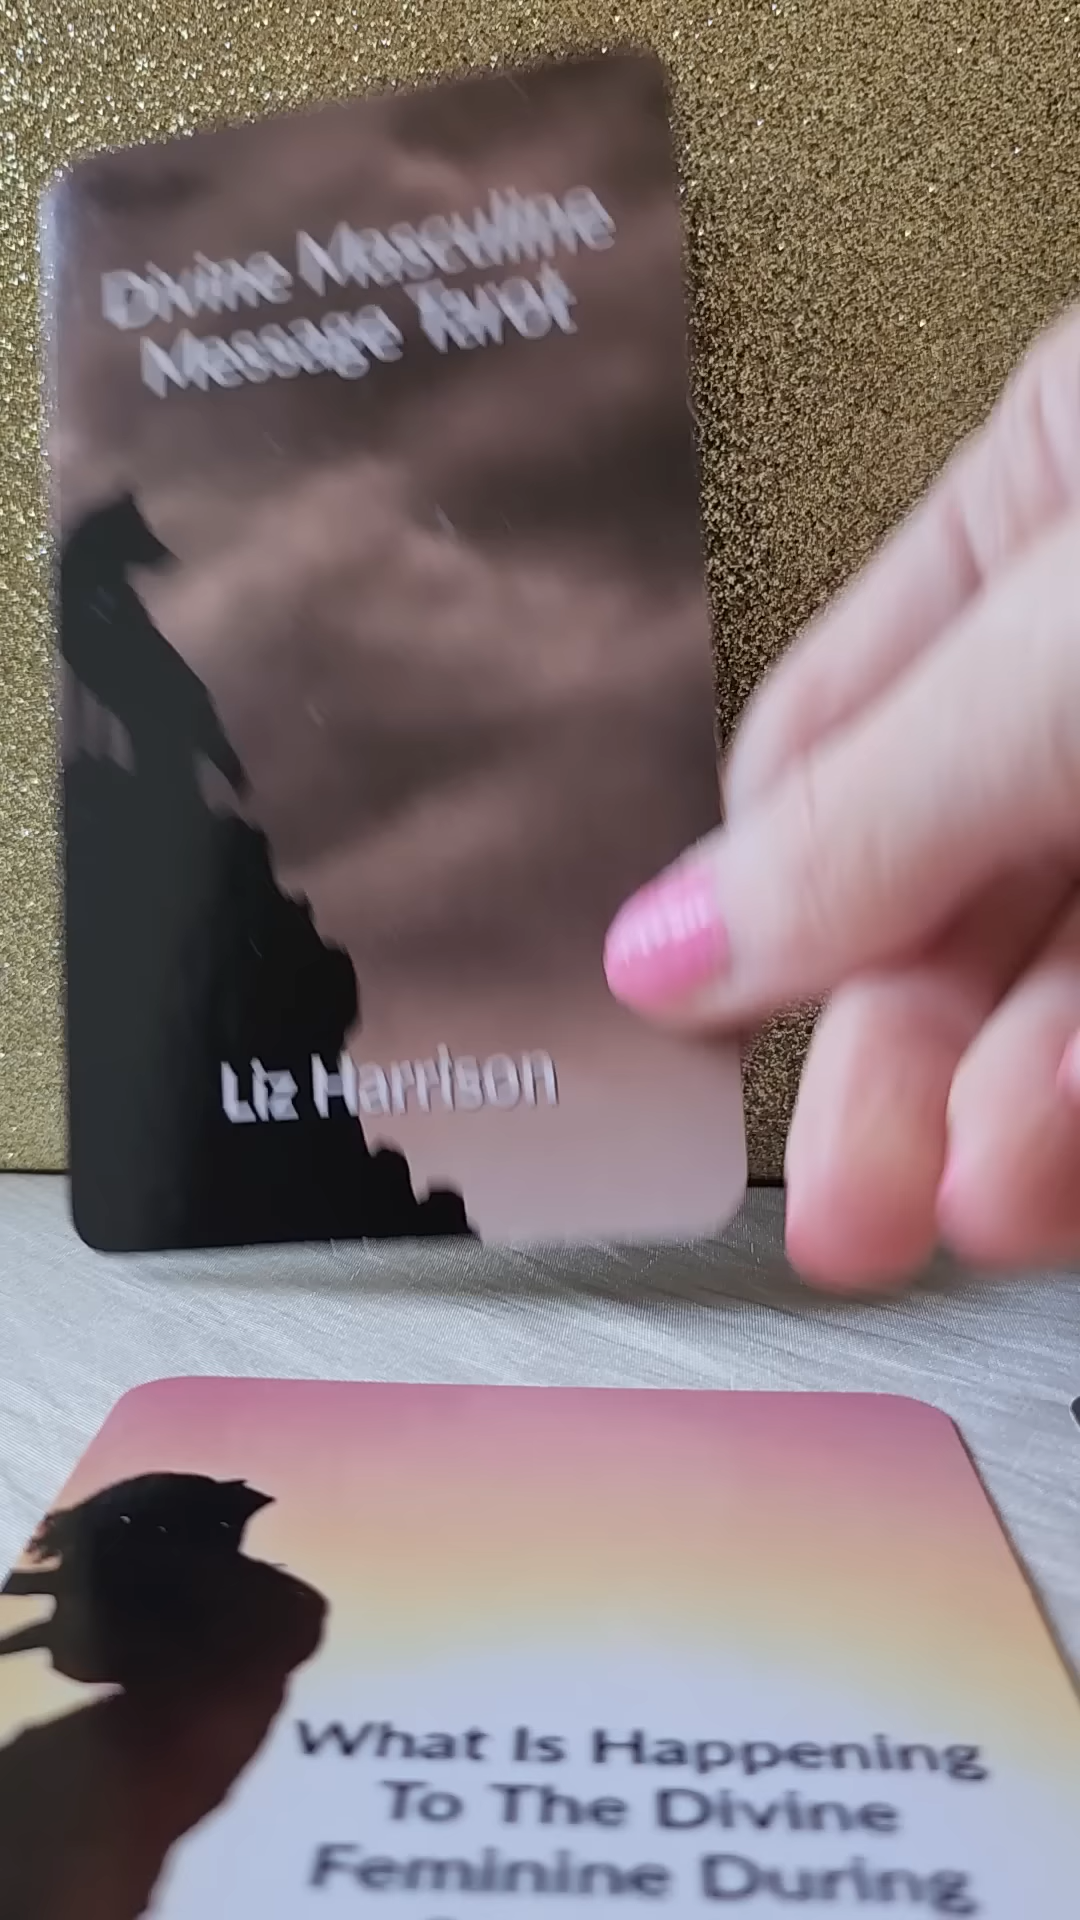 Divine Masculine
Message Tarot
Liz Harrison
What Is Happening
To The Divine
Feminine During